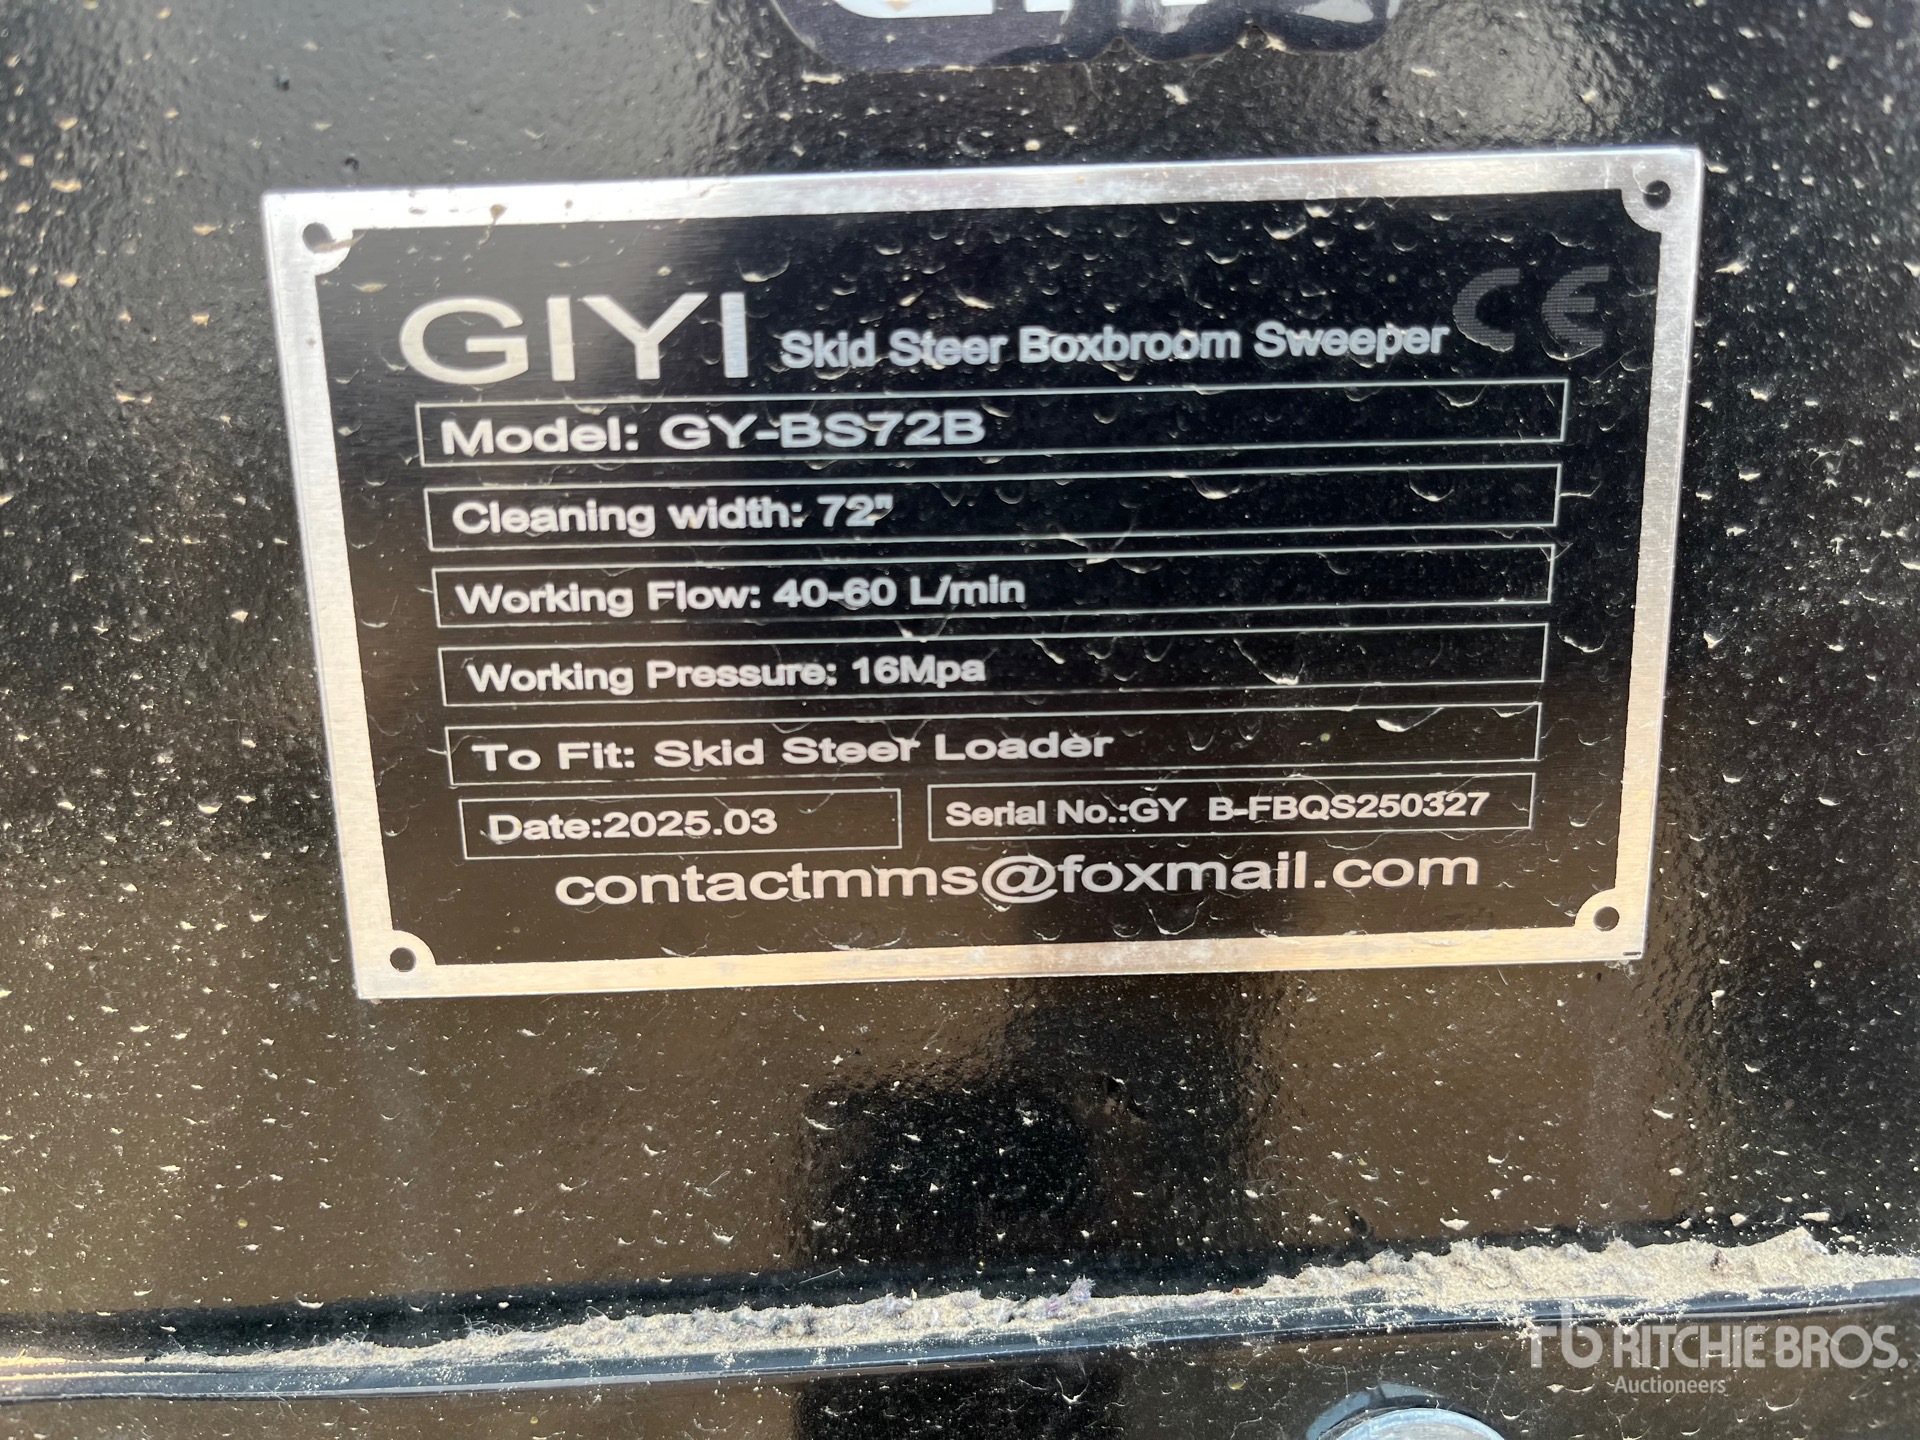 GIYI Skid Steer Boxbroom Sweeper CE
Model: GY-BS72B
Cleaning width: 72"
Working Flow: 40-60 L/min
Working Pressure: 16Mpa
To Fit: Skid Steer Loader
Date:2025.03 Serial No.:GY B-FBQS250327
contactmms@foxmail.com
rb RITCHIE BROS.
Auctioneers